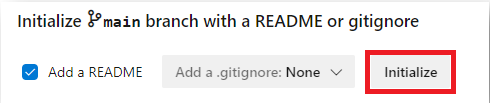 Initialize main branch with a README or gitignore
Add a README Add a .gitignore: None Initialize